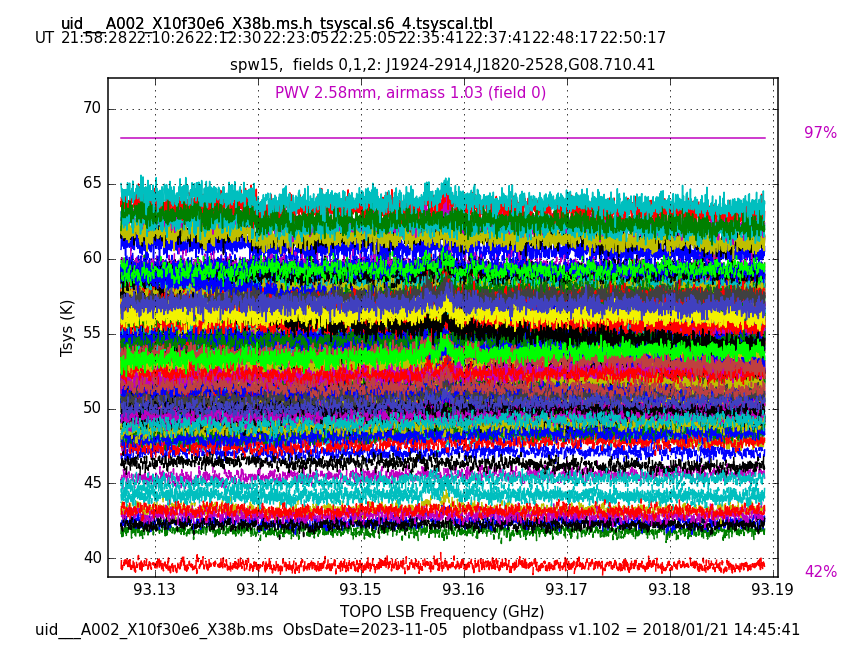 uid___A002_X10f30e6_X38b.ms.h_tsyscal.s6_4.tsyscal.tbl
UT 21:58:28 22:10:26 22:12:30 22:23:05 22:25:05 22:35:41 22:37:41 22:48:17 22:50:17
spw15, fields 0,1,2: J1924-2914,J1820-2528,G08.710.41
PWV 2.58mm, airmass 1.03 (field 0)
70
97%
65
60
Tsys (K)
55
50
45
40
42%
93.13 93.14 93.15 93.16 93.17 93.18 93.19
TOPO LSB Frequency (GHz)
uid___A002_X10f30e6_X38b.ms ObsDate=2023-11-05 plotbandpass v1.102 = 2018/01/21 14:45:41